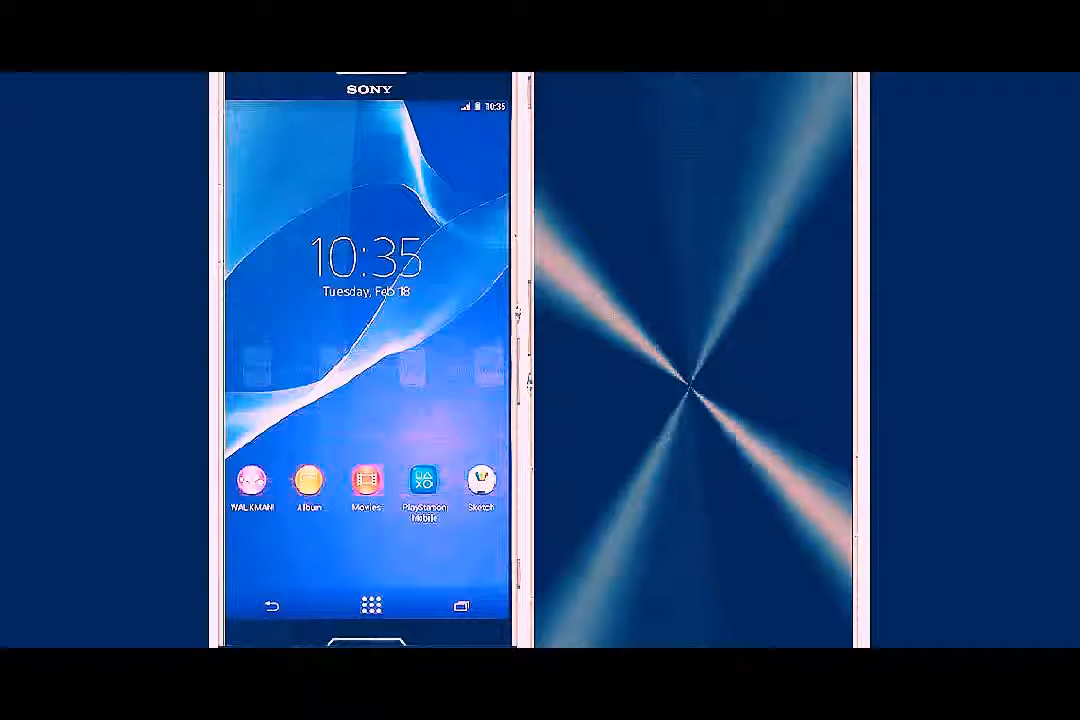 SONY
10:35
10:35
Tuesday, Feb 18
WALKMAN
Album
Movies
PlayStation
Mobile
Sketch